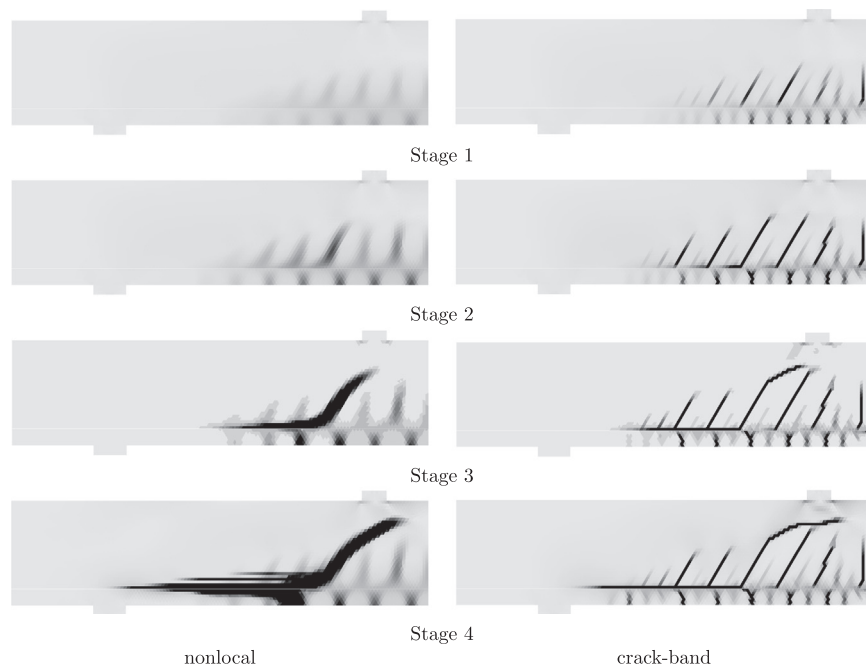 Stage 1
Stage 2
Stage 3
Stage 4
nonlocal
crack-band